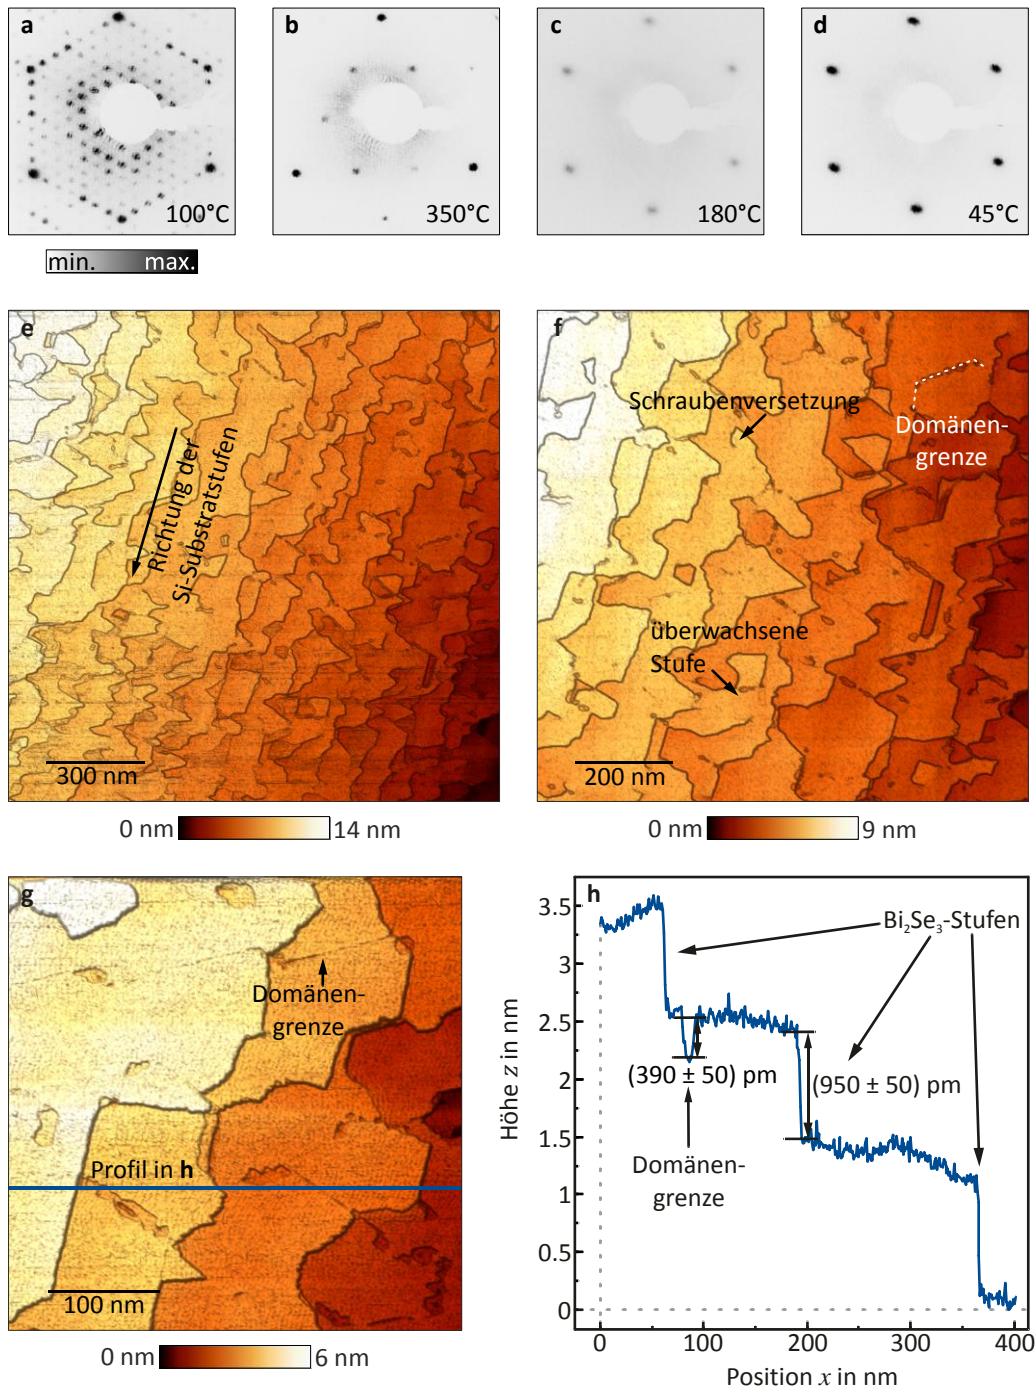 a
100°C
b
350°C
c
180°C
d
45°C
min. max.
e
Richtung der
Si-Substratstufen
300 nm
0 nm 14 nm
f
Schraubenversetzung
Domänen-
grenze
überwachsene
Stufe
200 nm
0 nm 9 nm
g
Domänen-
grenze
Profil in h
100 nm
0 nm 6 nm
h
Bi₂Se₃-Stufen
(390 ± 50) pm
(950 ± 50) pm
Domänen-
grenze
Höhe z in nm
3.5
3
2.5
2
1.5
1
0.5
0
0 100 200 300 400
Position x in nm